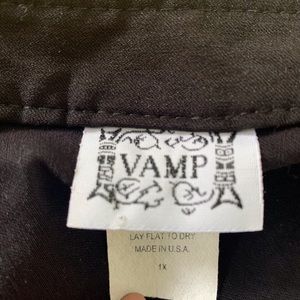 VAMP
LAY FLAT TO DRY
MADE IN U.S.A.
1X